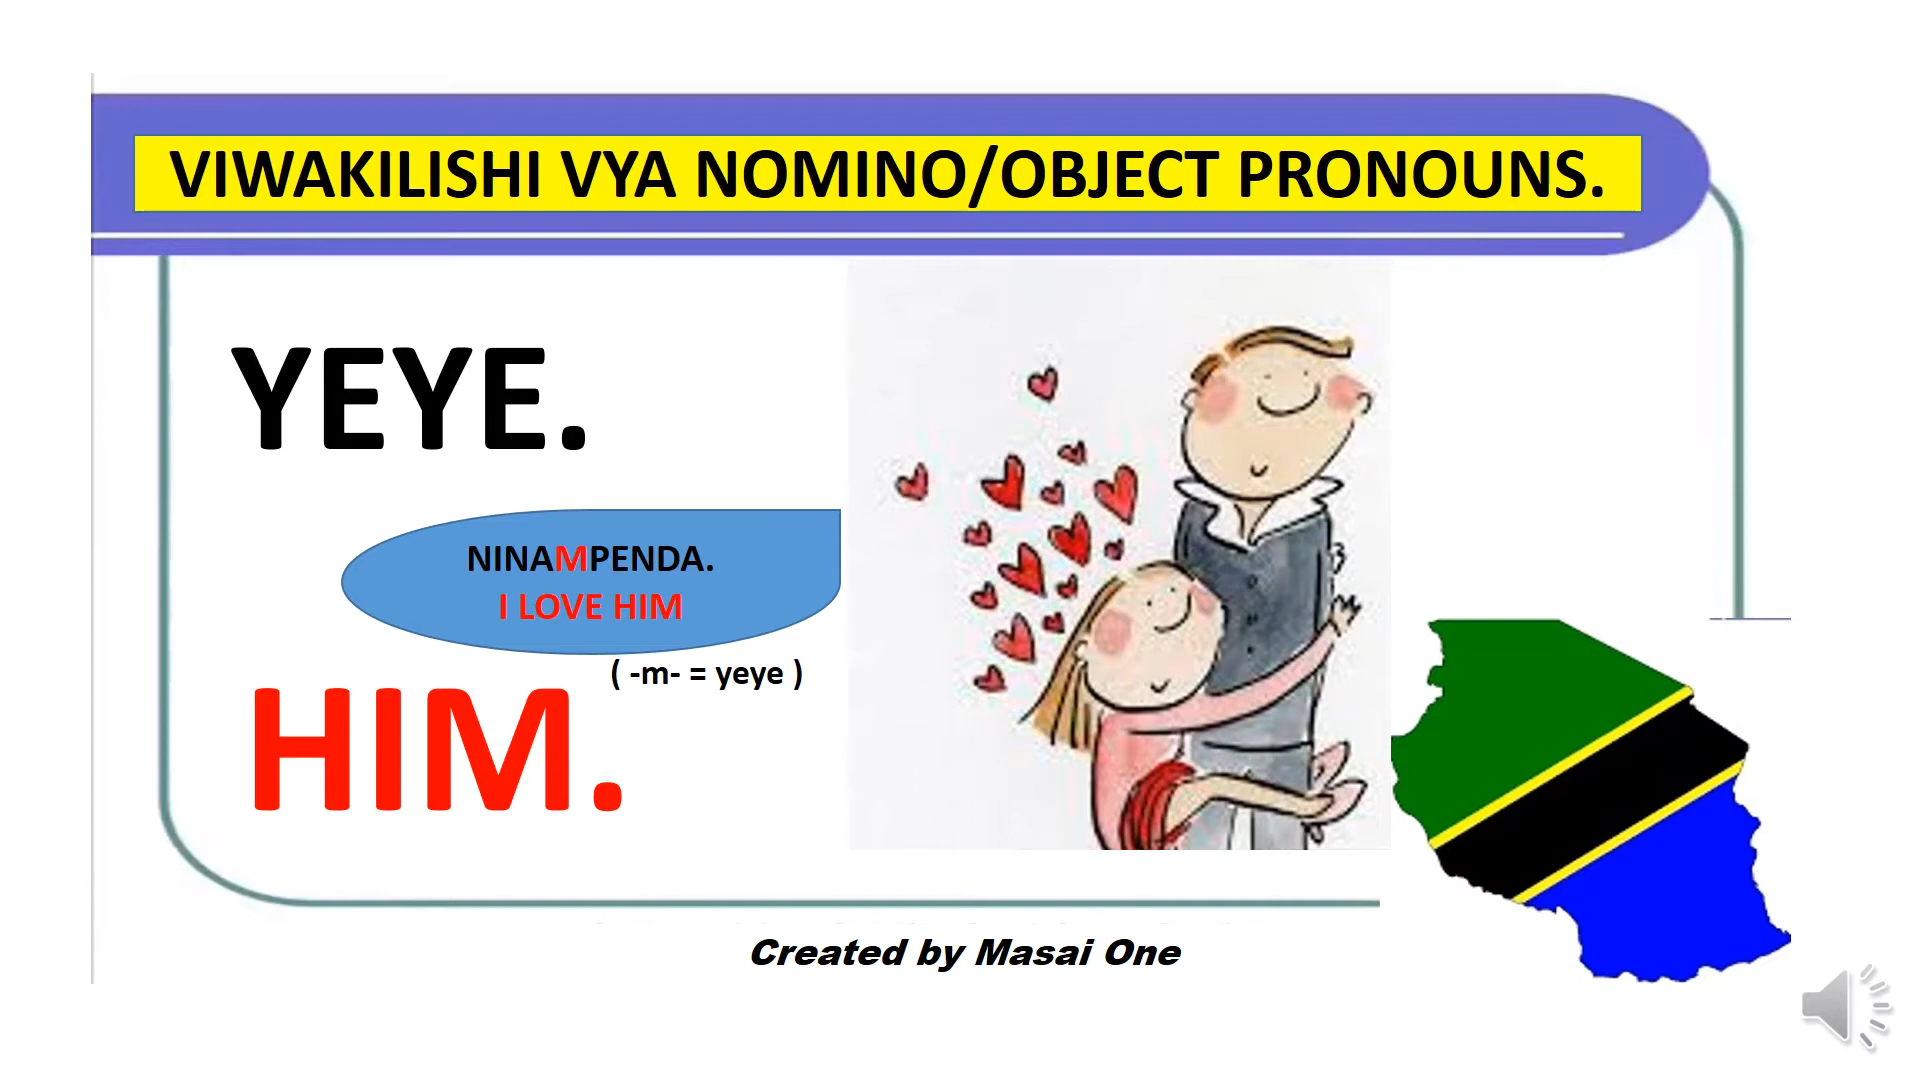 VIWAKILISHI VYA NOMINO/OBJECT PRONOUNS.
YEYE.
NINAMPENDA.
I LOVE HIM
( -m- = yeye )
HIM.
Created by Masai One